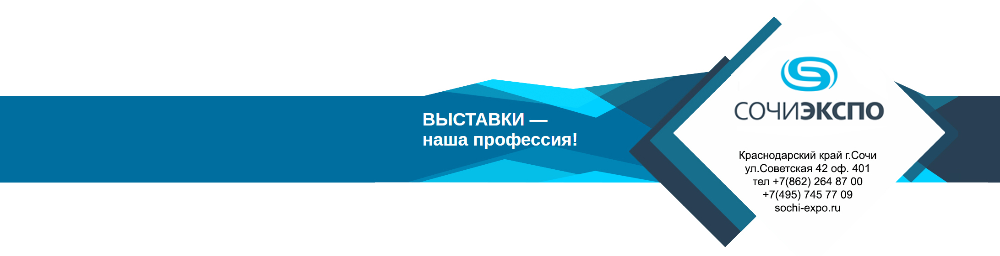 ВЫСТАВКИ —
наша профессия!
СОЧИЭКСПО
Краснодарский край г.Сочи
ул.Советская 42 оф. 401
тел +7(862) 264 87 00
+7(495) 745 77 09
sochi-expo.ru